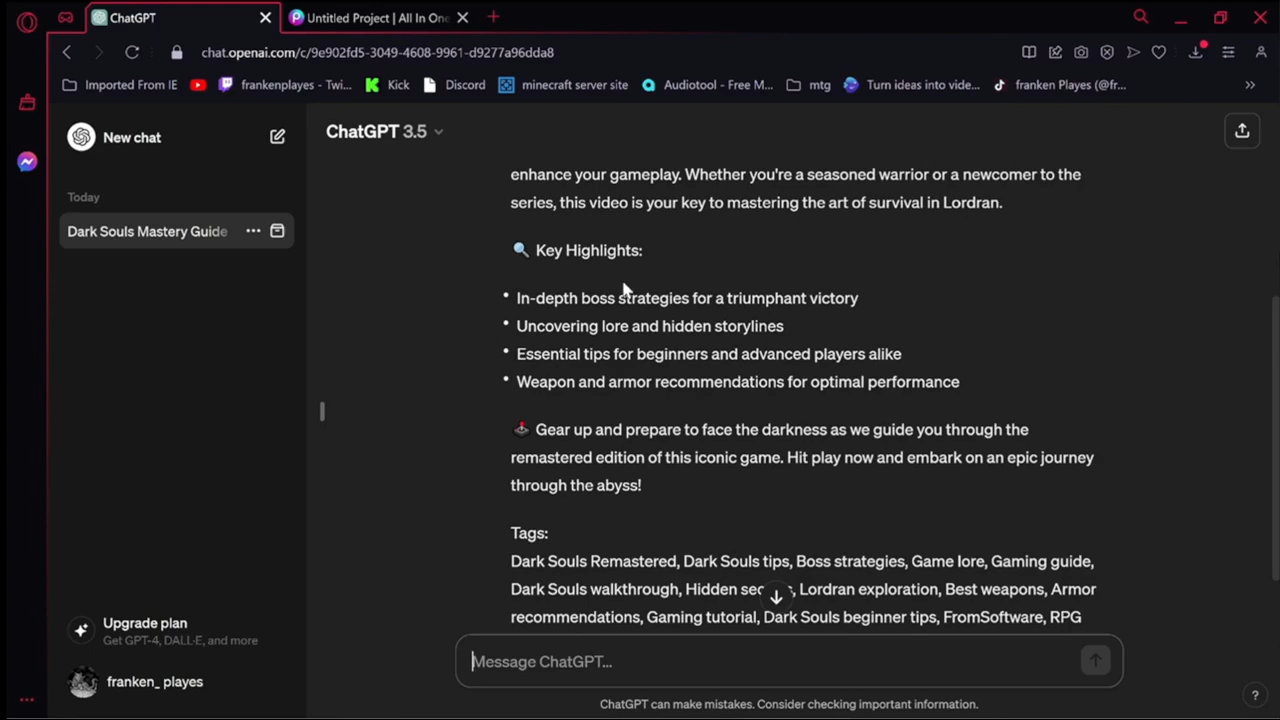 ChatGPT
Untitled Project | All In One
chat.openai.com/c/9e902fd5-3049-4608-9961-d9277a96dda8
Imported From IE
frankenplayes - Twi...
Kick
Discord
minecraft server site
Audiotool - Free M...
mtg
Turn ideas into vide...
franken Playes (@fr...
New chat
ChatGPT 3.5
Today
Dark Souls Mastery Guide
enhance your gameplay. Whether you're a seasoned warrior or a newcomer to the
series, this video is your key to mastering the art of survival in Lordran.
🔍 Key Highlights:
• In-depth boss strategies for a triumphant victory
• Uncovering lore and hidden storylines
• Essential tips for beginners and advanced players alike
• Weapon and armor recommendations for optimal performance
🕹️ Gear up and prepare to face the darkness as we guide you through the
remastered edition of this iconic game. Hit play now and embark on an epic journey
through the abyss!
Tags:
Dark Souls Remastered, Dark Souls tips, Boss strategies, Game lore, Gaming guide,
Dark Souls walkthrough, Hidden , Lordran exploration, Best weapons, Armor
recommendations, Gaming tutorial, Dark Souls beginner tips, FromSoftware, RPG
Upgrade plan
Get GPT-4, DALL·E, and more
franken_ playes
Message ChatGPT...
ChatGPT can make mistakes. Consider checking important information.
?